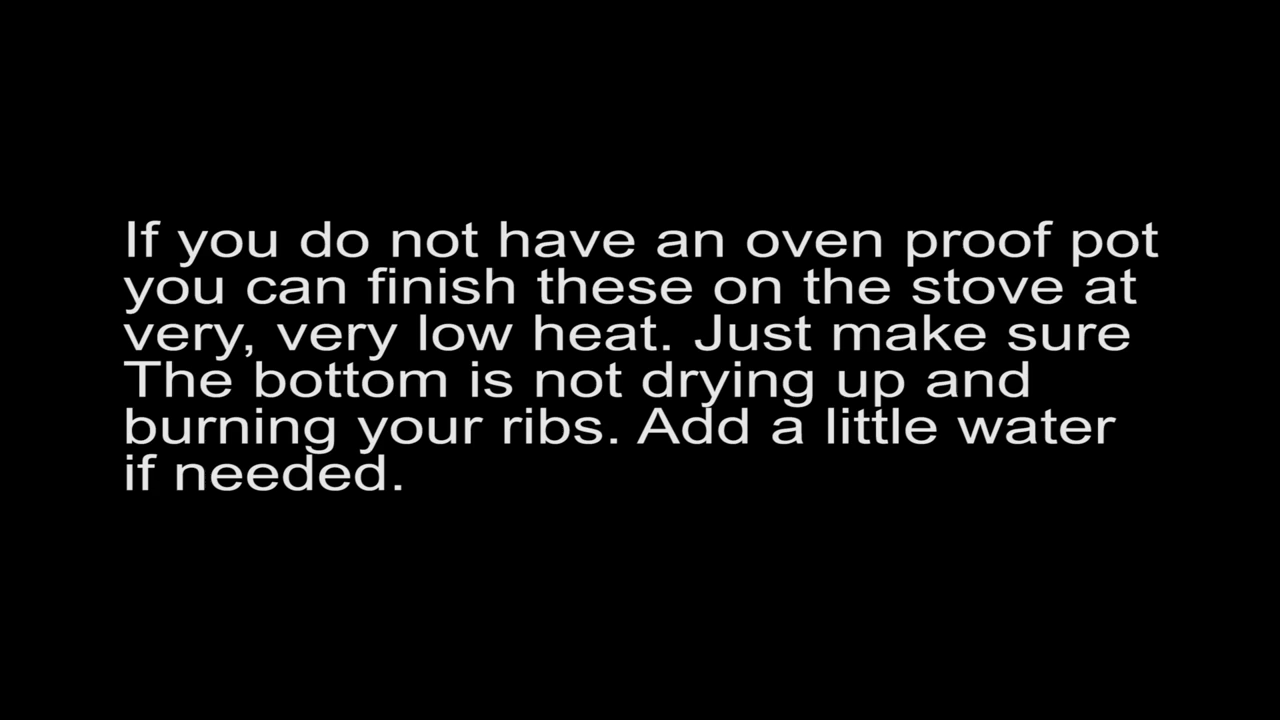 If you do not have an oven proof pot
you can finish these on the stove at
very, very low heat. Just make sure
The bottom is not drying up and
burning your ribs. Add a little water
if needed.